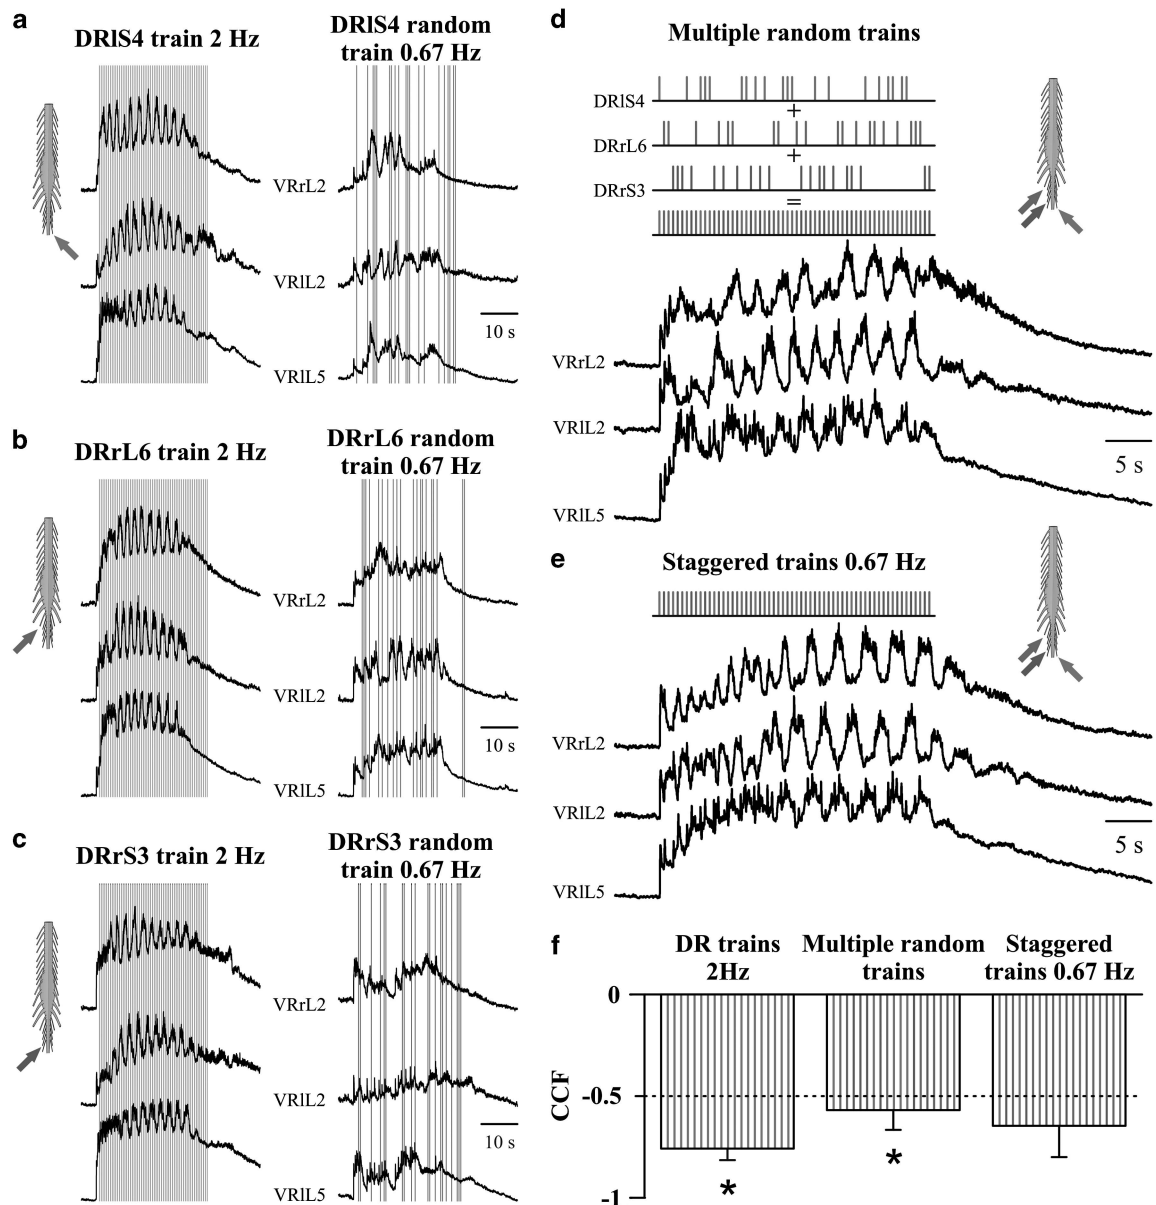 a
DRlS4 train 2 Hz
DRlS4 random
train 0.67 Hz
VRrL2
VRlL2
VRlL5
10 s
b
DRrL6 train 2 Hz
DRrL6 random
train 0.67 Hz
VRrL2
VRlL2
VRlL5
10 s
c
DRrS3 train 2 Hz
DRrS3 random
train 0.67 Hz
VRrL2
VRlL2
VRlL5
10 s
d
Multiple random trains
DRlS4
+
DRrL6
+
DRrS3
=
VRrL2
VRlL2
VRlL5
5 s
e
Staggered trains 0.67 Hz
VRrL2
VRlL2
VRlL5
5 s
f
DR trains
2Hz
Multiple random
trains
Staggered
trains 0.67 Hz
0
-0.5
-1
CCF
*
*